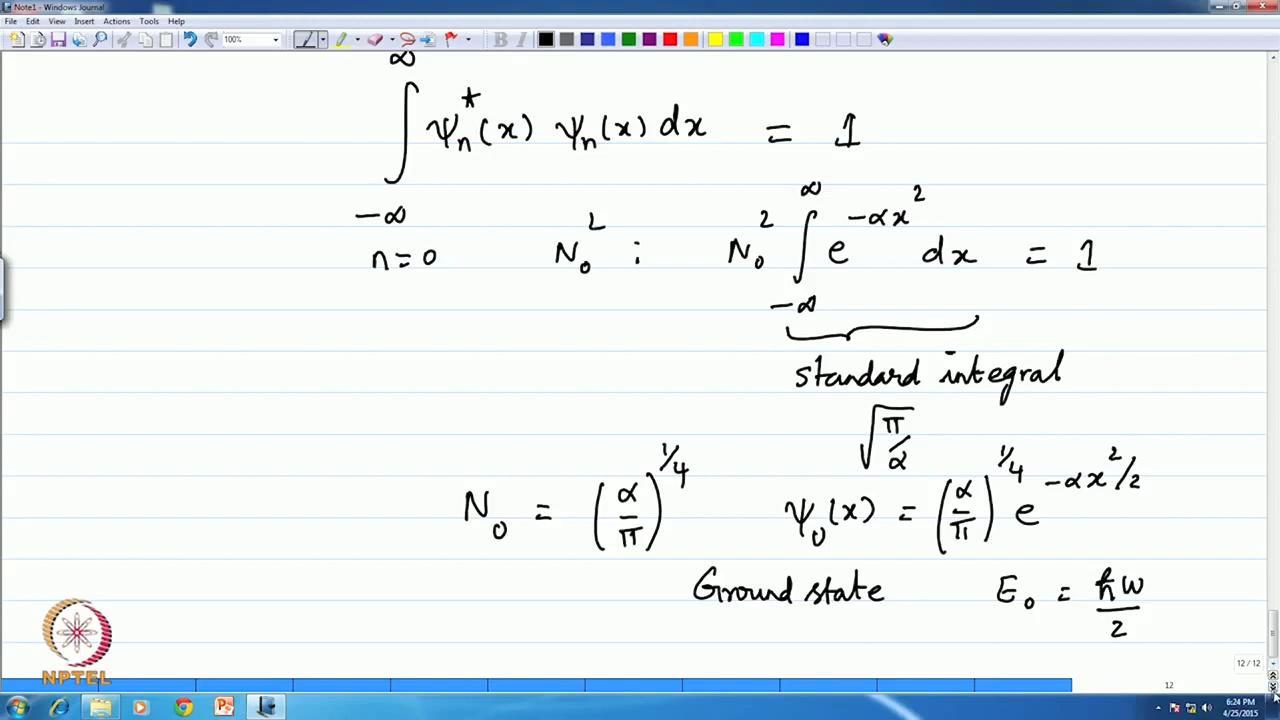 Note1 - Windows Journal
File Edit View Insert Actions Tools Help
100%
∞
∫ ψn*(x) ψn(x) dx = 1
-∞
n = 0 N₀² : N₀² ∫ e^(-αx²) dx = 1
∞
-∞
standard integral
√(π/α)
N₀ = (α/π)^(1/4) ψ₀(x) = (α/π)^(1/4) e^(-αx²/2)
Ground state E₀ = ħω/2
NPTEL
12 / 12
12
6:24 PM
4/25/2015